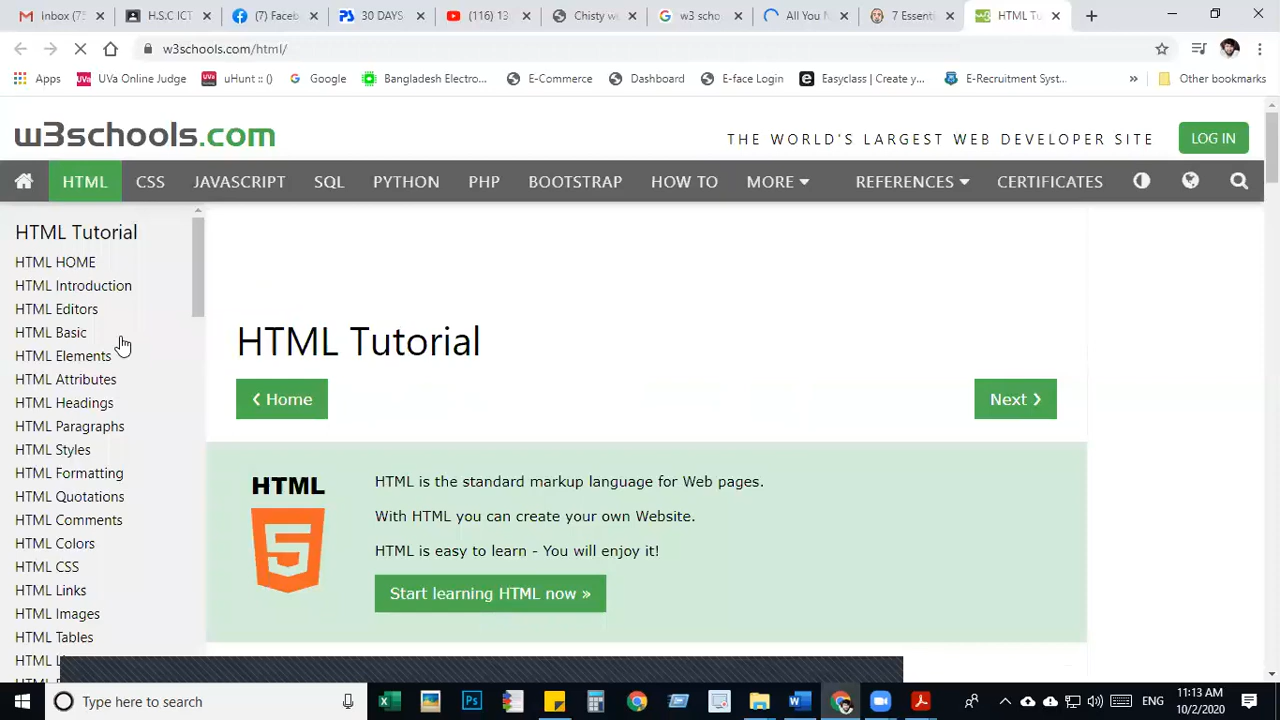 inbox (75
H.S.C ICT
(7) Faceb
30 DAYS
(116) 13
Chisty w
w3 scho
All You
7 Essenti
HTML Tu
w3schools.com/html/
Apps UVa Online Judge uHunt :: () Google Bangladesh Electro... E-Commerce Dashboard E-face Login Easyclass | Create y... E-Recruitment Syst... » Other bookmarks
w3schools.com
THE WORLD'S LARGEST WEB DEVELOPER SITE
LOG IN
HTML CSS JAVASCRIPT SQL PYTHON PHP BOOTSTRAP HOW TO MORE REFERENCES CERTIFICATES
HTML Tutorial
HTML HOME
HTML Introduction
HTML Editors
HTML Basic
HTML Elements
HTML Attributes
HTML Headings
HTML Paragraphs
HTML Styles
HTML Formatting
HTML Quotations
HTML Comments
HTML Colors
HTML CSS
HTML Links
HTML Images
HTML Tables
HTML L
HTML Tutorial
❮ Home
Next ❯
HTML
5
HTML is the standard markup language for Web pages.
With HTML you can create your own Website.
HTML is easy to learn - You will enjoy it!
Start learning HTML now »
Type here to search
ENG
11:13 AM
10/2/2020